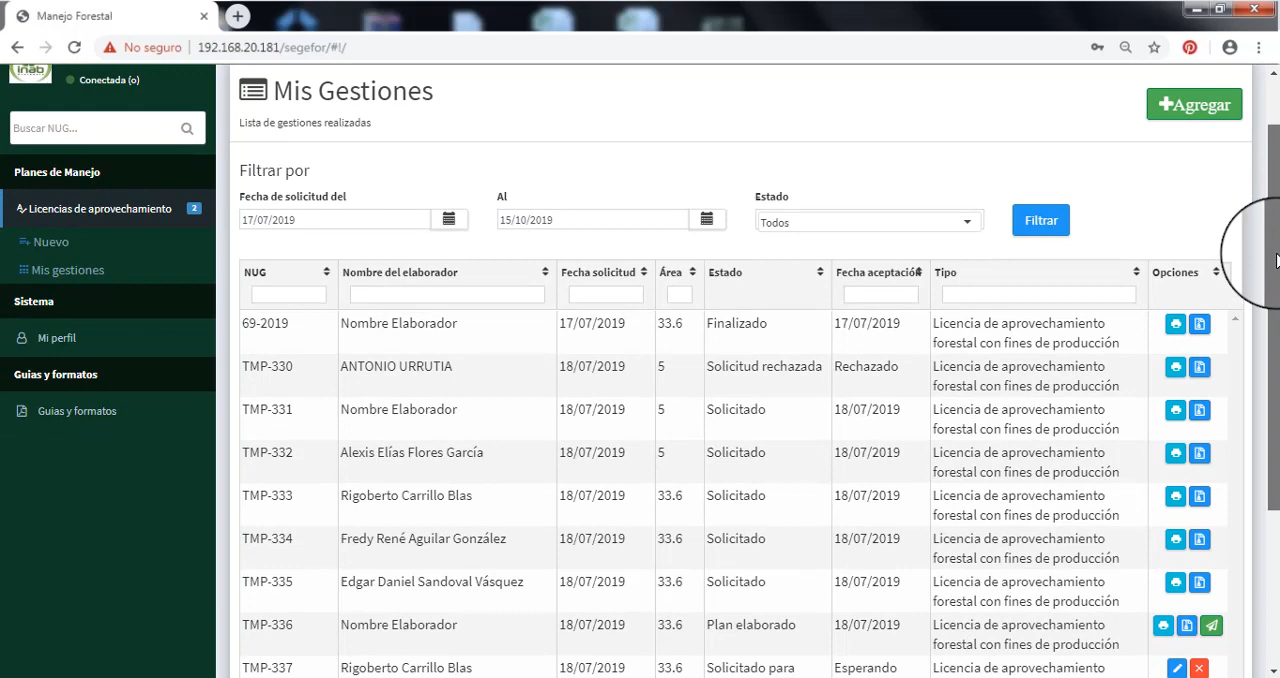 Manejo Forestal
No seguro
192.168.20.181/segefor/#!/
inab
Conectada (0)
Buscar NUG...
Planes de Manejo
Licencias de aprovechamiento 2
Nuevo
Mis gestiones
Sistema
Mi perfil
Guias y formatos
Guias y formatos
Mis Gestiones
Agregar
Lista de gestiones realizadas
Filtrar por
Fecha de solicitud del Al Estado
17/07/2019 15/10/2019 Todos Filtrar
NUG Nombre del elaborador Fecha solicitud Área Estado Fecha aceptación Tipo Opciones
69-2019 Nombre Elaborador 17/07/2019 33.6 Finalizado 17/07/2019 Licencia de aprovechamiento
forestal con fines de producción
TMP-330 ANTONIO URRUTIA 18/07/2019 5 Solicitud rechazada Rechazado Licencia de aprovechamiento
forestal con fines de producción
TMP-331 Nombre Elaborador 18/07/2019 5 Solicitado 18/07/2019 Licencia de aprovechamiento
forestal con fines de producción
TMP-332 Alexis Elías Flores García 18/07/2019 5 Solicitado 18/07/2019 Licencia de aprovechamiento
forestal con fines de producción
TMP-333 Rigoberto Carrillo Blas 18/07/2019 33.6 Solicitado 18/07/2019 Licencia de aprovechamiento
forestal con fines de producción
TMP-334 Fredy René Aguilar González 18/07/2019 33.6 Solicitado 18/07/2019 Licencia de aprovechamiento
forestal con fines de producción
TMP-335 Edgar Daniel Sandoval Vásquez 18/07/2019 33.6 Solicitado 18/07/2019 Licencia de aprovechamiento
forestal con fines de producción
TMP-336 Nombre Elaborador 18/07/2019 33.6 Plan elaborado 18/07/2019 Licencia de aprovechamiento
forestal con fines de producción
TMP-337 Rigoberto Carrillo Blas 18/07/2019 33.6 Solicitado para Esperando Licencia de aprovechamiento